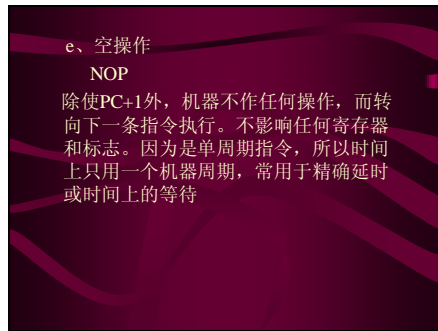 e、空操作
NOP
除使PC+1外，机器不作任何操作，而转
向下一条指令执行。不影响任何寄存器
和标志。因为是单周期指令，所以时间
上只用一个机器周期，常用于精确延时
或时间上的等待